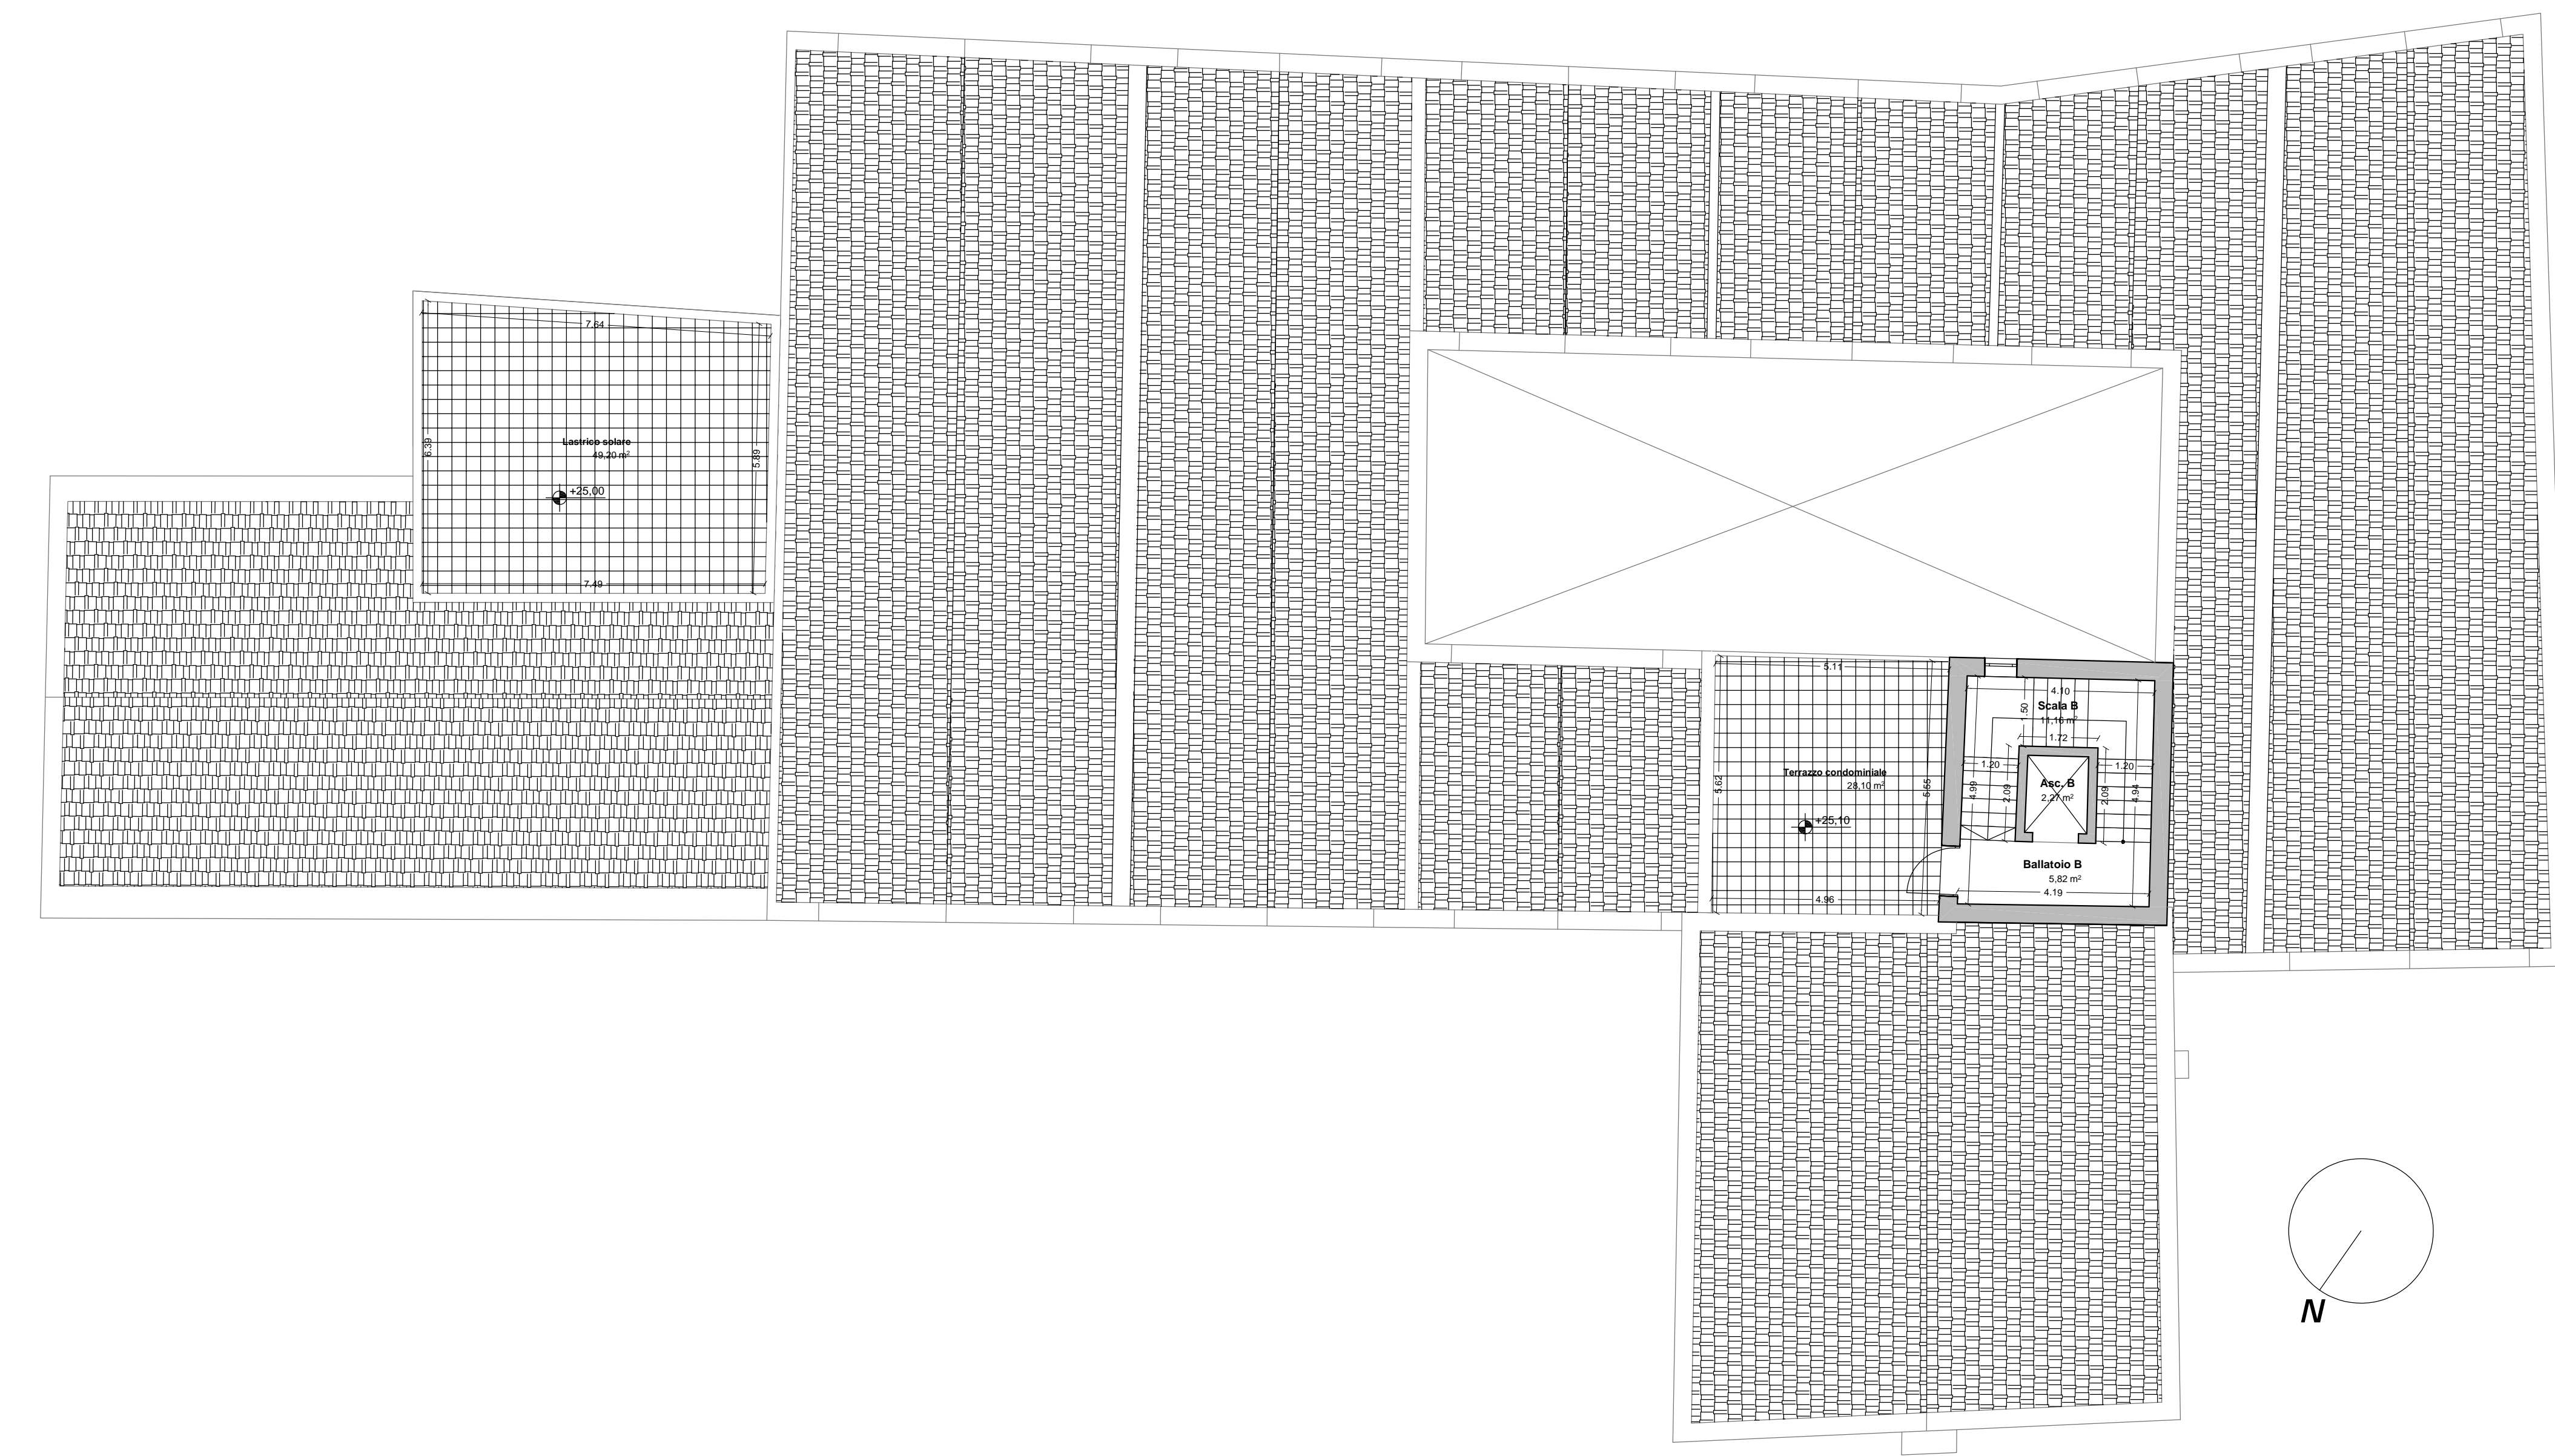 7.64
6.39
5.89
Lastrico solare
49,20 m²
+25,00
7.49
5.11
5.62
5.55
Terrazzo condominiale
28,10 m²
+25,10
4.96
4.10
1.50
Scala B
11,16 m²
1.72
1.20
1.20
4.99
2.09
Asc. B
2,27 m²
2.09
4.94
Ballatoio B
5,82 m²
4.19
N